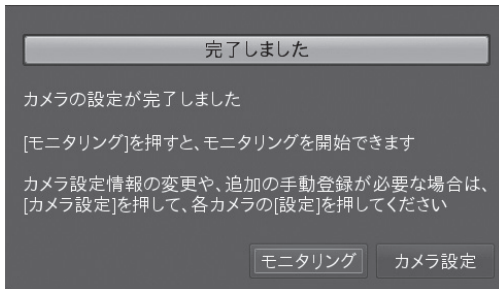 完了しました
カメラの設定が完了しました
[モニタリング]を押すと、モニタリングを開始できます
カメラ設定情報の変更や、追加の手動登録が必要な場合は、
[カメラ設定]を押して、各カメラの[設定]を押してください
モニタリング カメラ設定